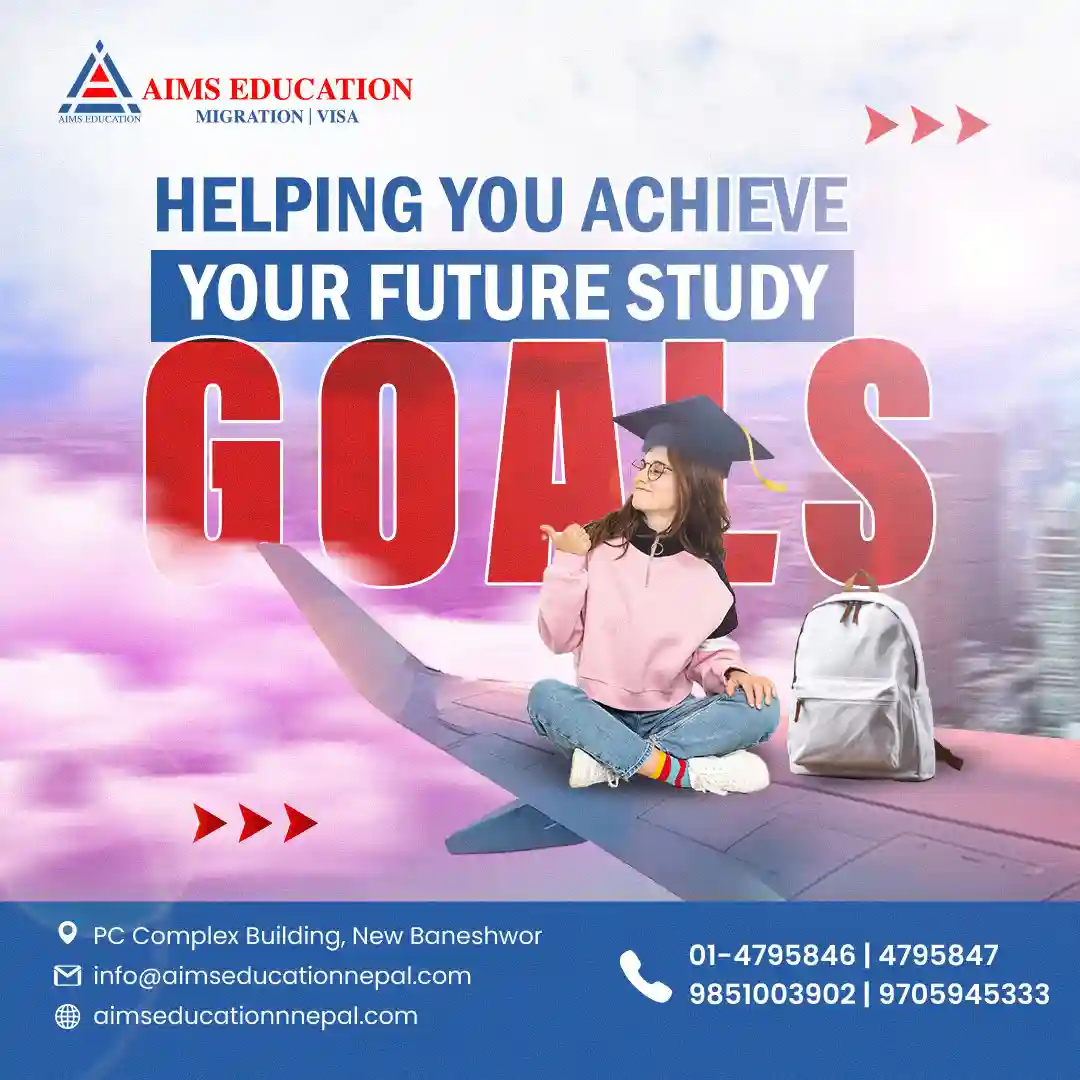 AIMS EDUCATION
AIMS EDUCATION
MIGRATION | VISA
HELPING YOU ACHIEVE
YOUR FUTURE STUDY
GOALS
PC Complex Building, New Baneshwor
info@aimseducationnepal.com
aimseducationnnepal.com
01-4795846 | 4795847
9851003902 | 9705945333